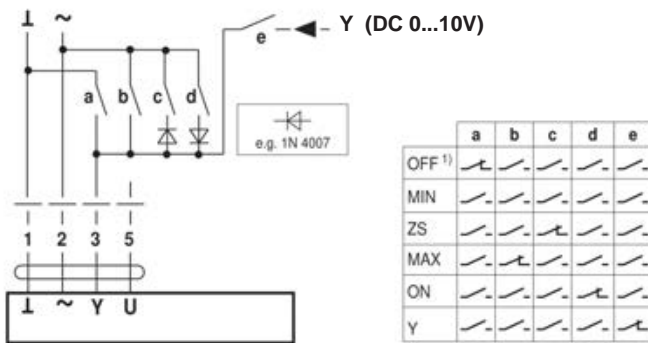 ⊥ ~
Y (DC 0...10V)
e
a b c d
e.g. 1N 4007
1 2 3 5
⊥ ~ Y U
a b c d e
OFF 1)
MIN
ZS
MAX
ON
Y